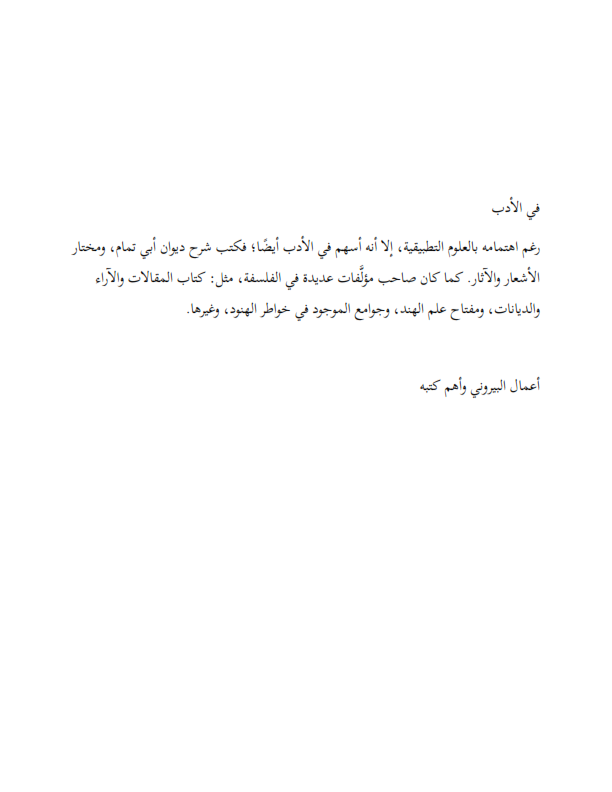 في الأدب
رغم اهتمامه بالعلوم التطبيقية، إلا أنه أسهم في الأدب أيضًا؛ فكتب شرح ديوان أبي تمام، ومختار
الأشعار والآثار. كما كان صاحب مؤلَّفات عديدة في الفلسفة، مثل: كتاب المقالات والآراء
والديانات، ومفتاح علم الهند، وجوامع الموجود في خواطر الهنود، وغيرها.
أعمال البيروني وأهم كتبه